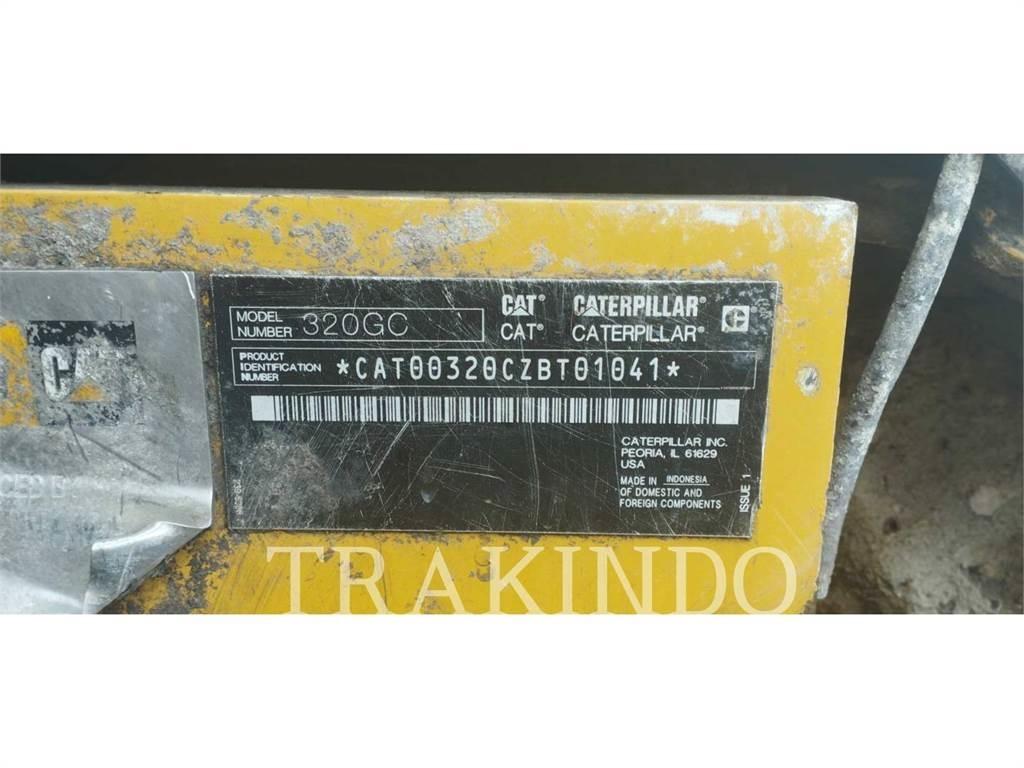 MODEL NUMBER 320GC
CAT® CATERPILLAR®
CAT® CATERPILLAR®
PRODUCT IDENTIFICATION NUMBER *CAT00320CZBT01041*
CATERPILLAR INC.
PEORIA, IL 61629
USA
MADE IN INDONESIA
OF DOMESTIC AND
FOREIGN COMPONENTS
ISSUE 1
CAT
TRAKINDO